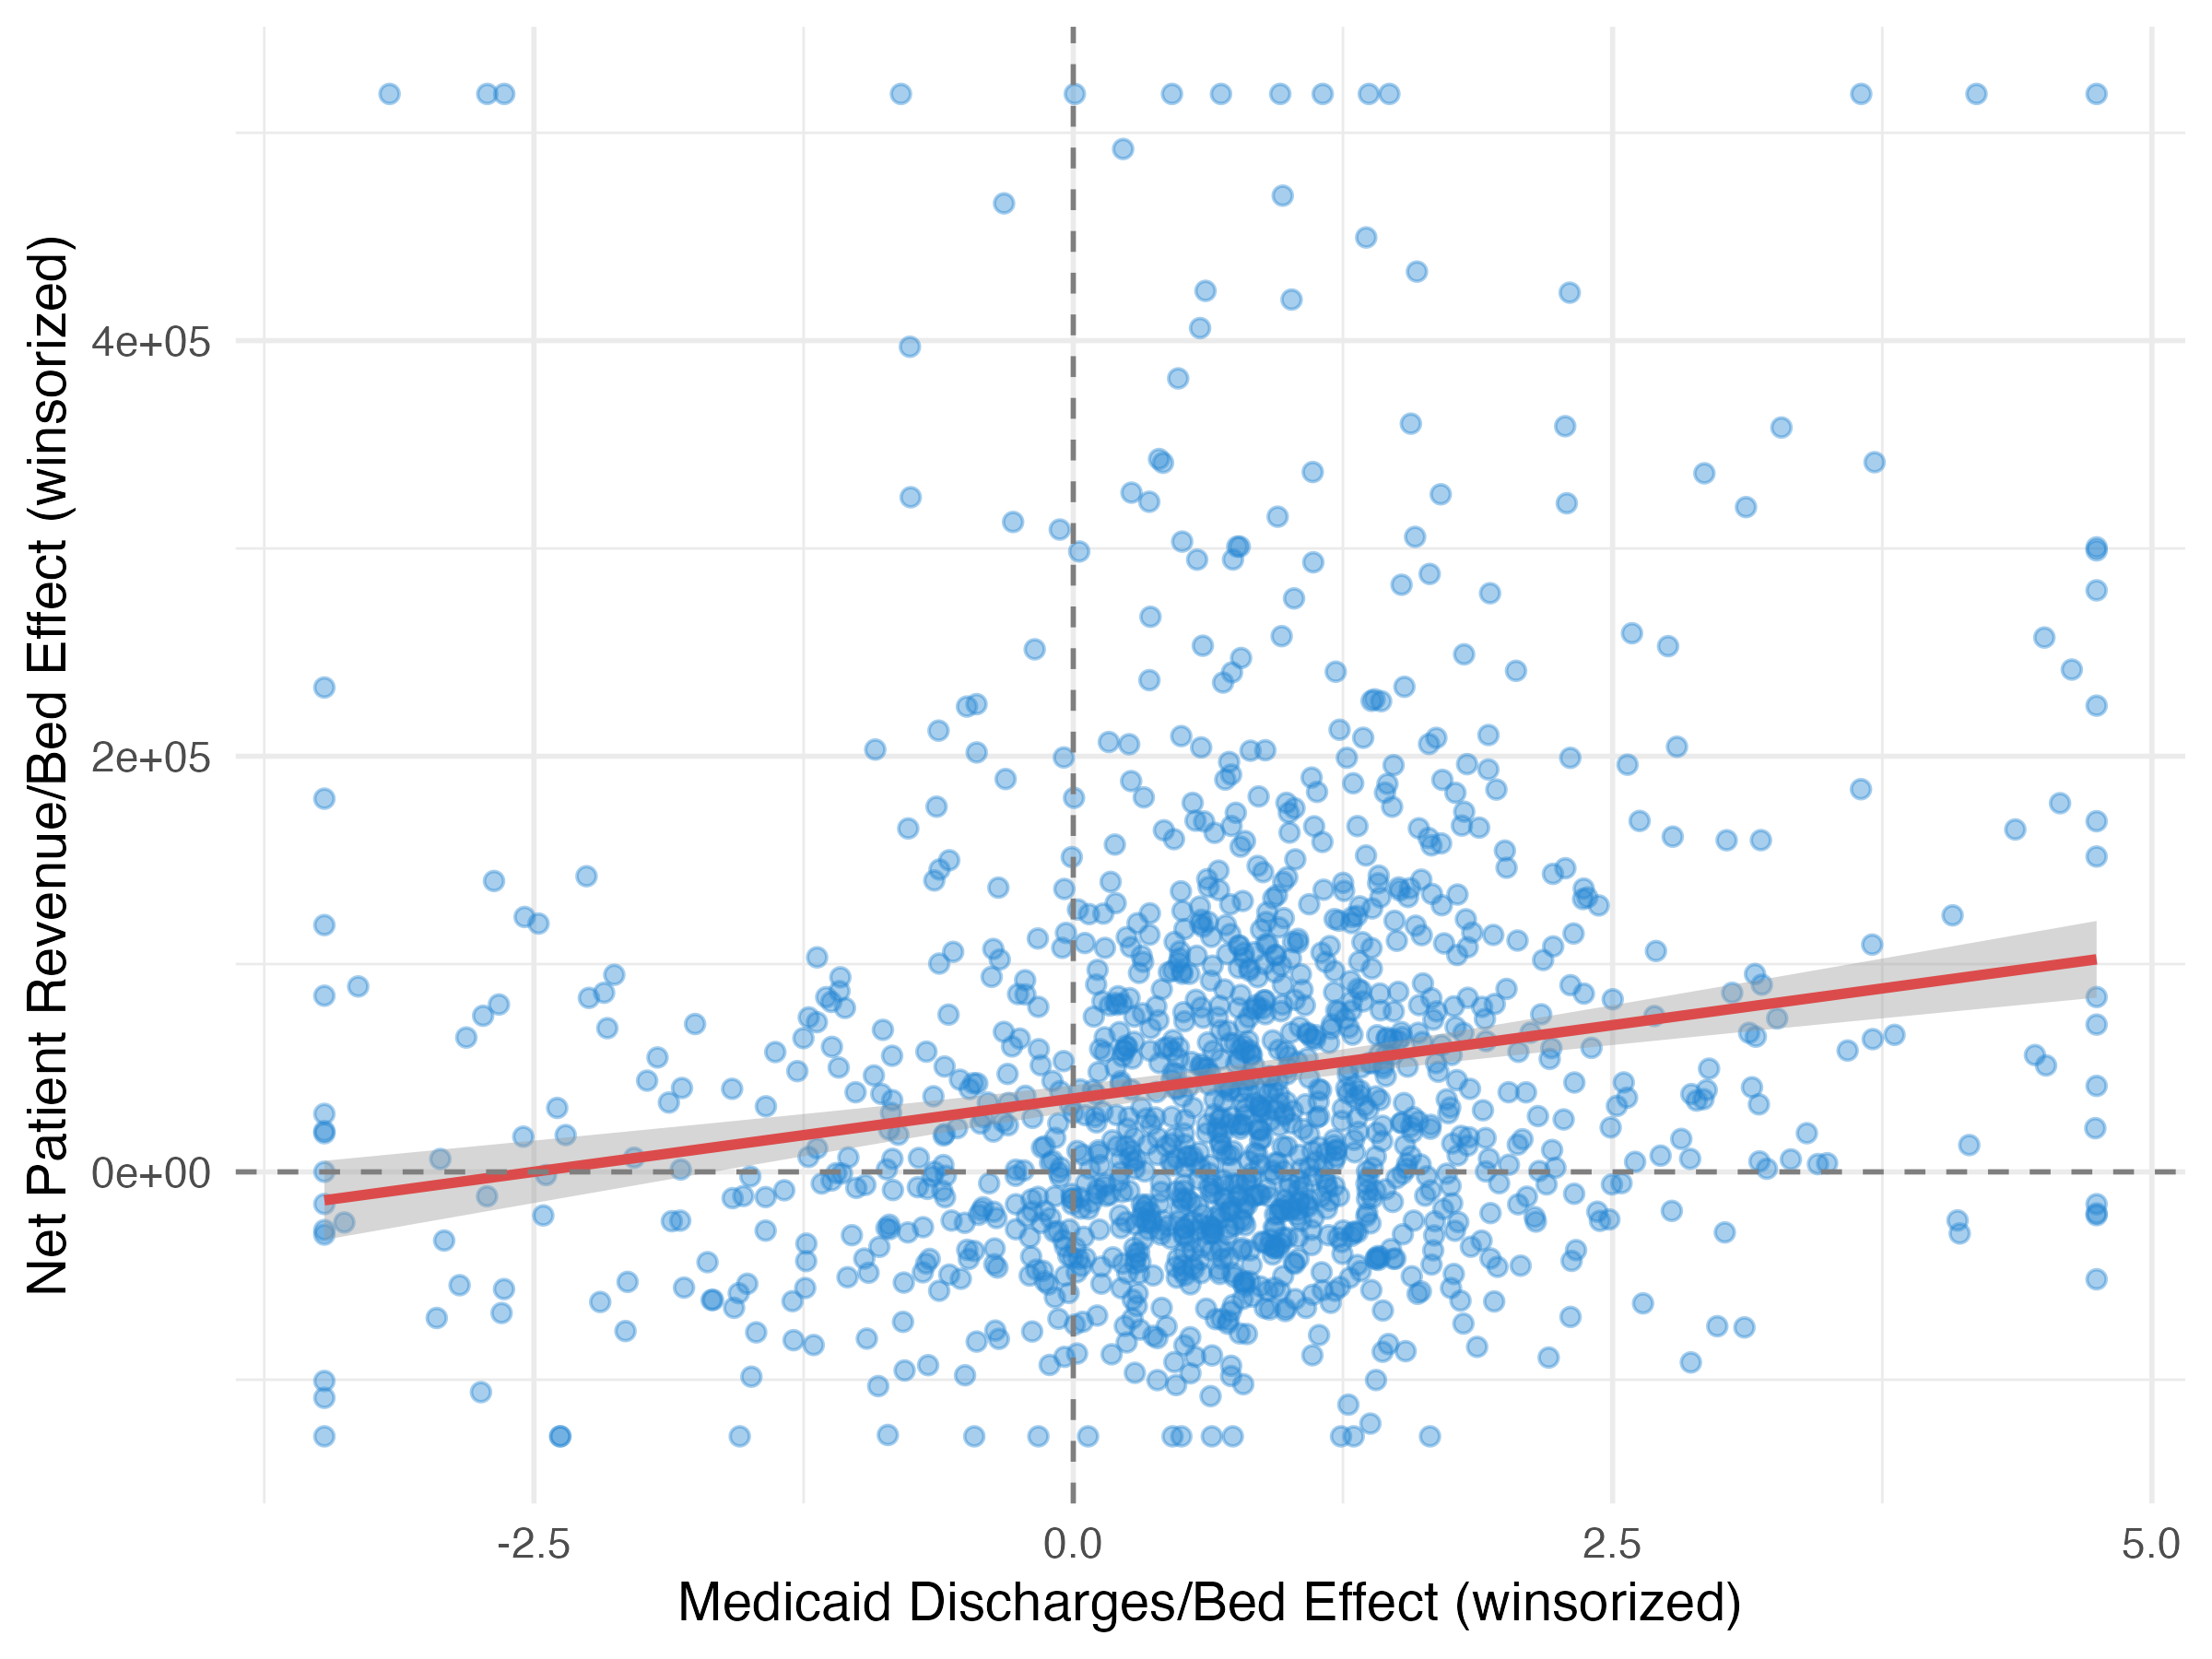 Net Patient Revenue/Bed Effect (winsorized)
4e+05
2e+05
0e+00
-2.5
0.0
2.5
5.0
Medicaid Discharges/Bed Effect (winsorized)